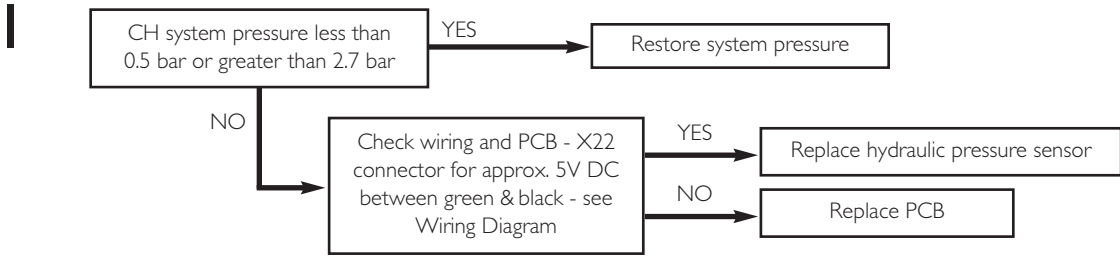 I
CH system pressure less than
0.5 bar or greater than 2.7 bar
YES
Restore system pressure
NO
Check wiring and PCB - X22
connector for approx. 5V DC
between green & black - see
Wiring Diagram
YES
Replace hydraulic pressure sensor
NO
Replace PCB